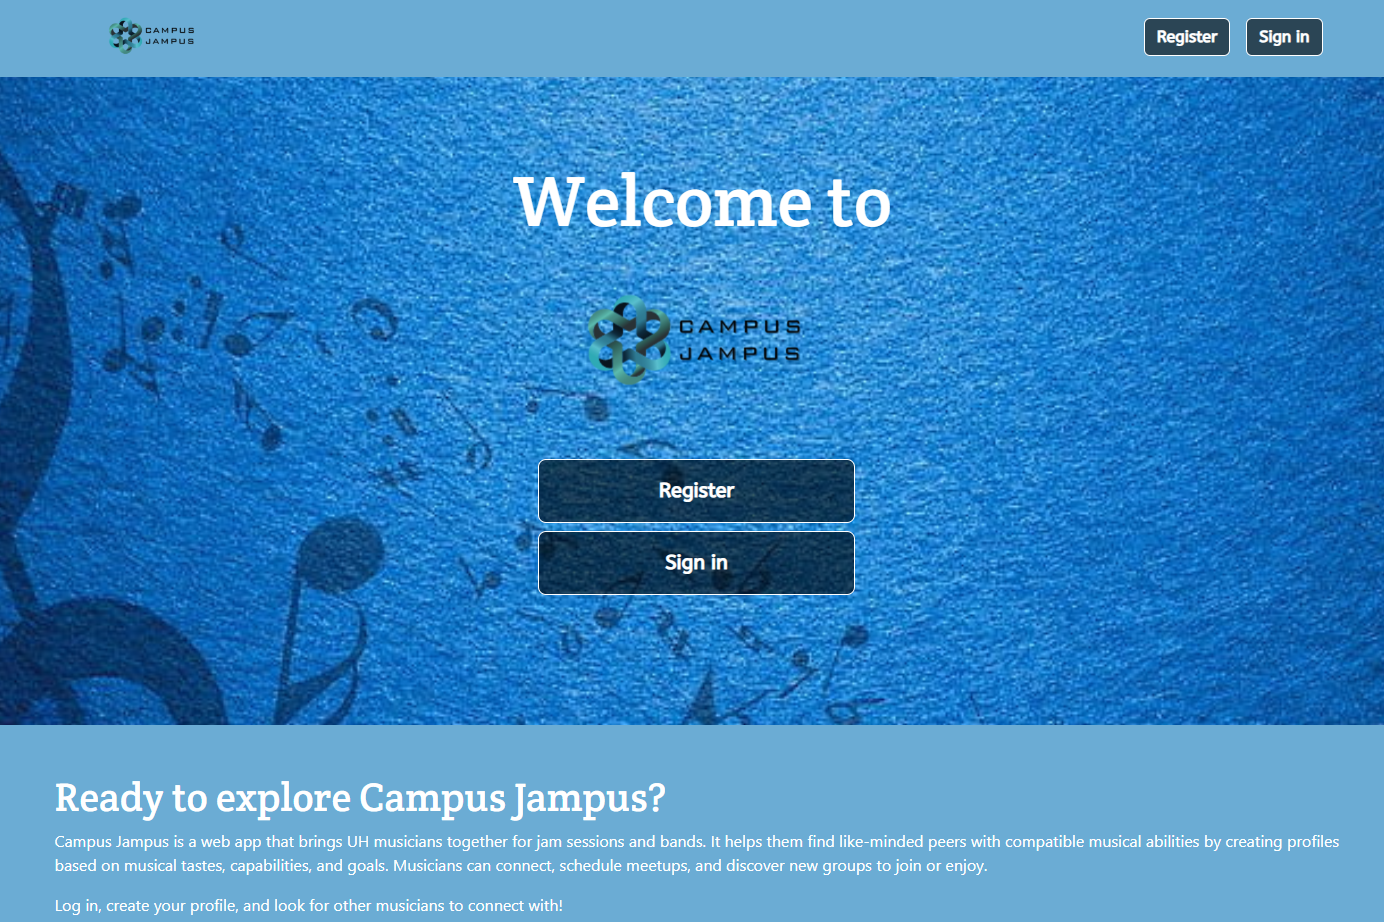 CAMPUS
JAMPUS
Register
Sign in
Welcome to
CAMPUS
JAMPUS
Register
Sign in
Ready to explore Campus Jampus?
Campus Jampus is a web app that brings UH musicians together for jam sessions and bands. It helps them find like-minded peers with compatible musical abilities by creating profiles
based on musical tastes, capabilities, and goals. Musicians can connect, schedule meetups, and discover new groups to join or enjoy.
Log in, create your profile, and look for other musicians to connect with!